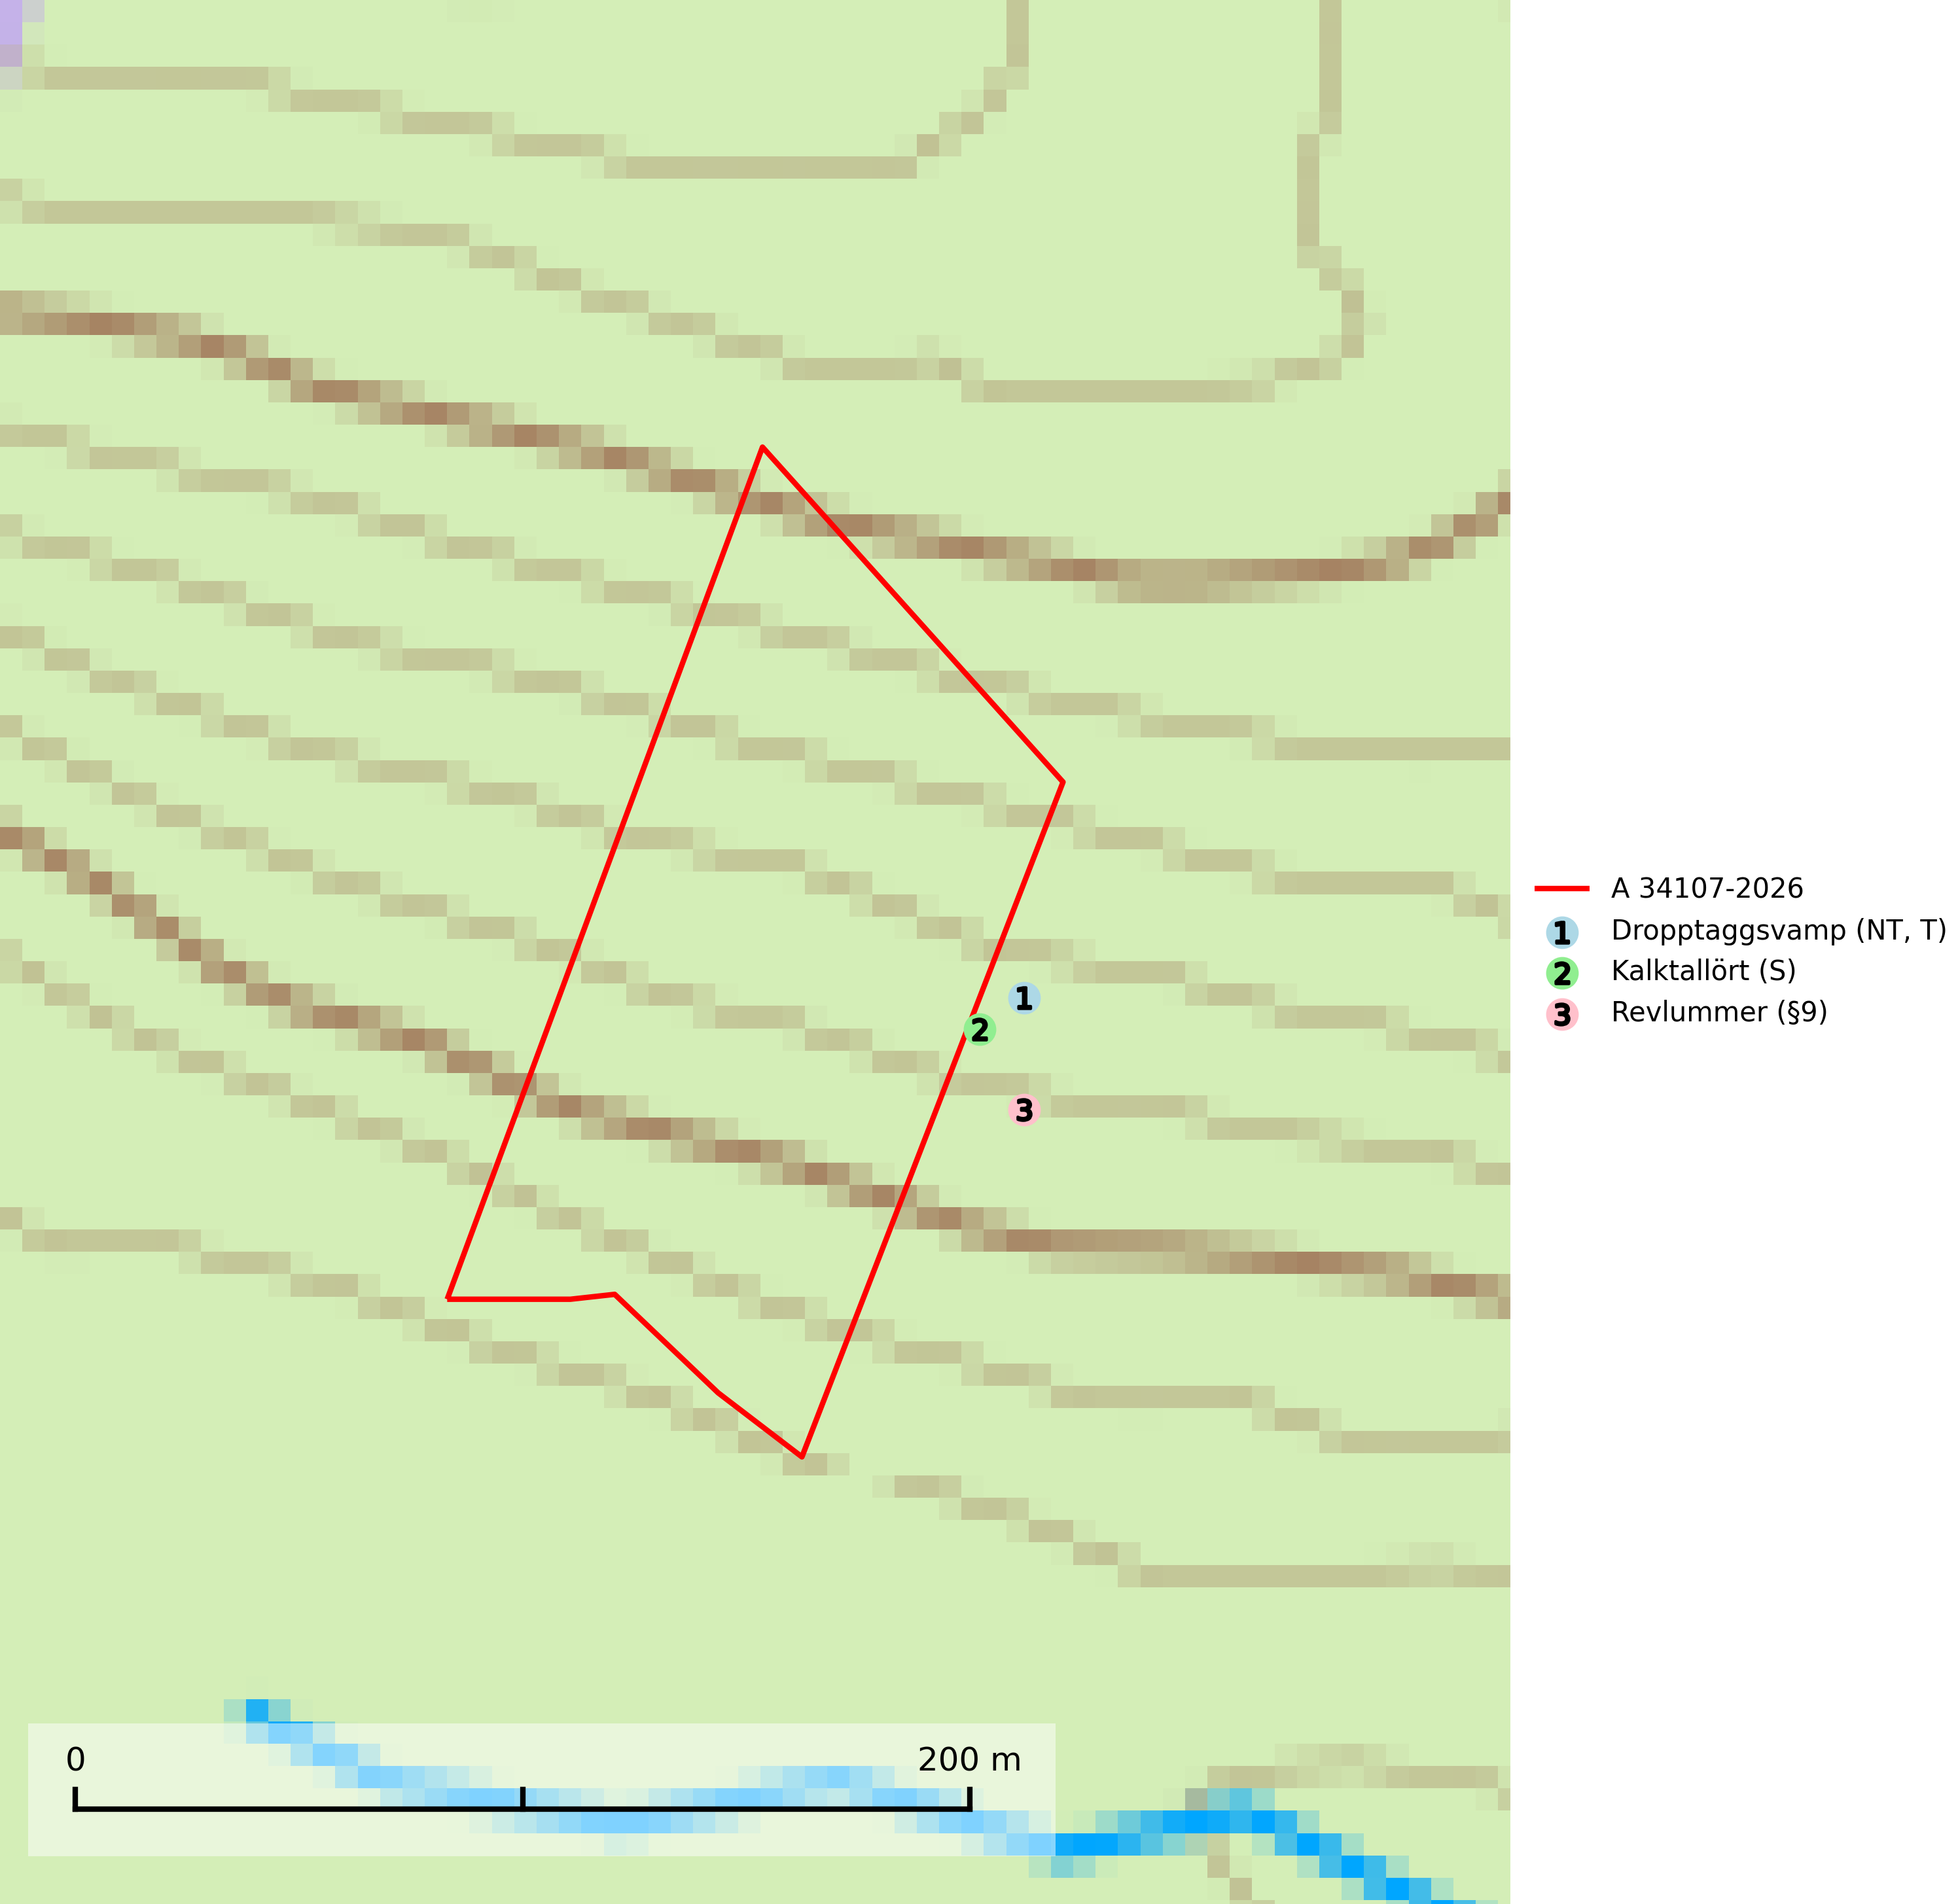 A 34107-2026
1 Dropptaggsvamp (NT, T)
2 Kalktallört (S)
3 Revlummer (§9)
1
2
3
0 200 m